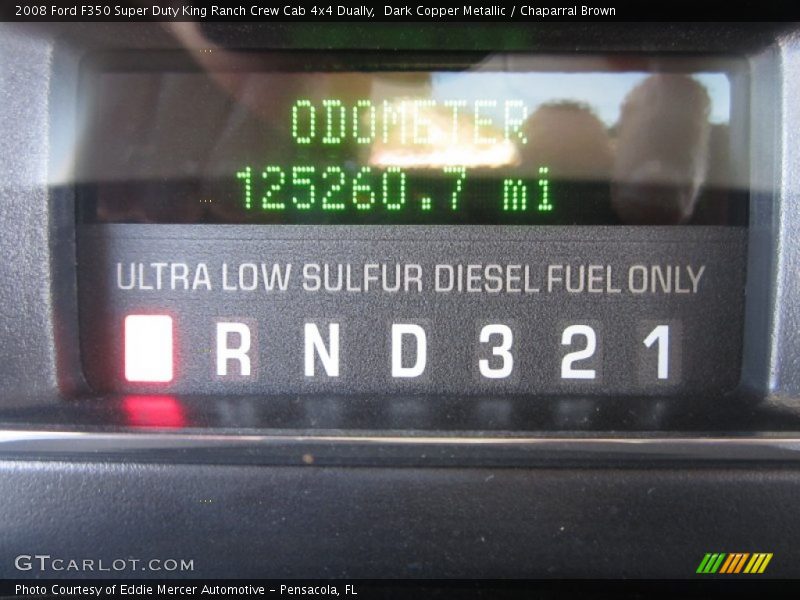 2008 Ford F350 Super Duty King Ranch Crew Cab 4x4 Dually,  Dark Copper Metallic / Chaparral Brown
ODOMETER
125260.7 mi
ULTRA LOW SULFUR DIESEL FUEL ONLY
R N D 3 2 1
GTCARLOT.COM
Photo Courtesy of Eddie Mercer Automotive - Pensacola, FL